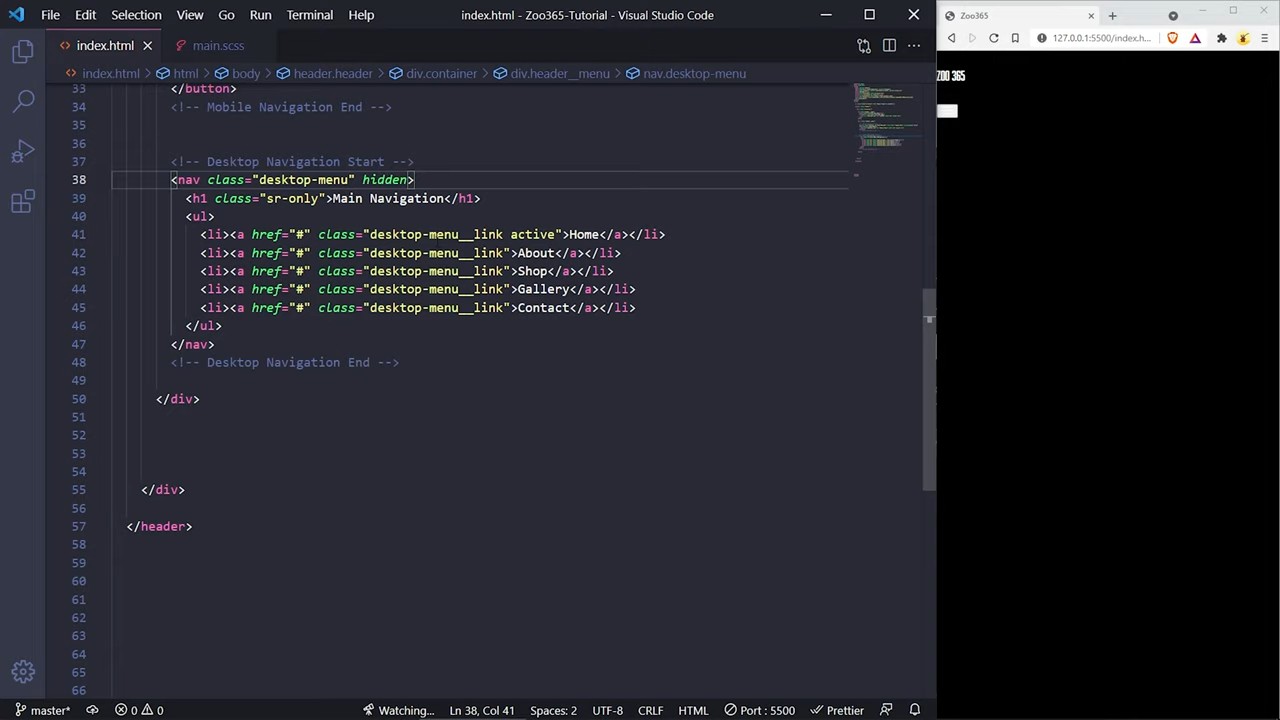 File Edit Selection View Go Run Terminal Help index.html - Zoo365-Tutorial - Visual Studio Code
index.html main.scss
index.html > html > body > header.header > div.container > div.header__menu > nav.desktop-menu
33 </button>
34 <!-- Mobile Navigation End -->
35
36
37 <!-- Desktop Navigation Start -->
38 <nav class="desktop-menu" hidden>
39 <h1 class="sr-only">Main Navigation</h1>
40 <ul>
41 <li><a href="#" class="desktop-menu__link active">Home</a></li>
42 <li><a href="#" class="desktop-menu__link">About</a></li>
43 <li><a href="#" class="desktop-menu__link">Shop</a></li>
44 <li><a href="#" class="desktop-menu__link">Gallery</a></li>
45 <li><a href="#" class="desktop-menu__link">Contact</a></li>
46 </ul>
47 </nav>
48 <!-- Desktop Navigation End -->
49
50 </div>
51
52
53
54
55 </div>
56
57 </header>
58
59
60
61
62
63
64
65
66
master* 0 0 Watching... Ln 38, Col 41 Spaces: 2 UTF-8 CRLF HTML Port : 5500 Prettier
Zoo365
127.0.0.1:5500/index.h...
ZOO 365